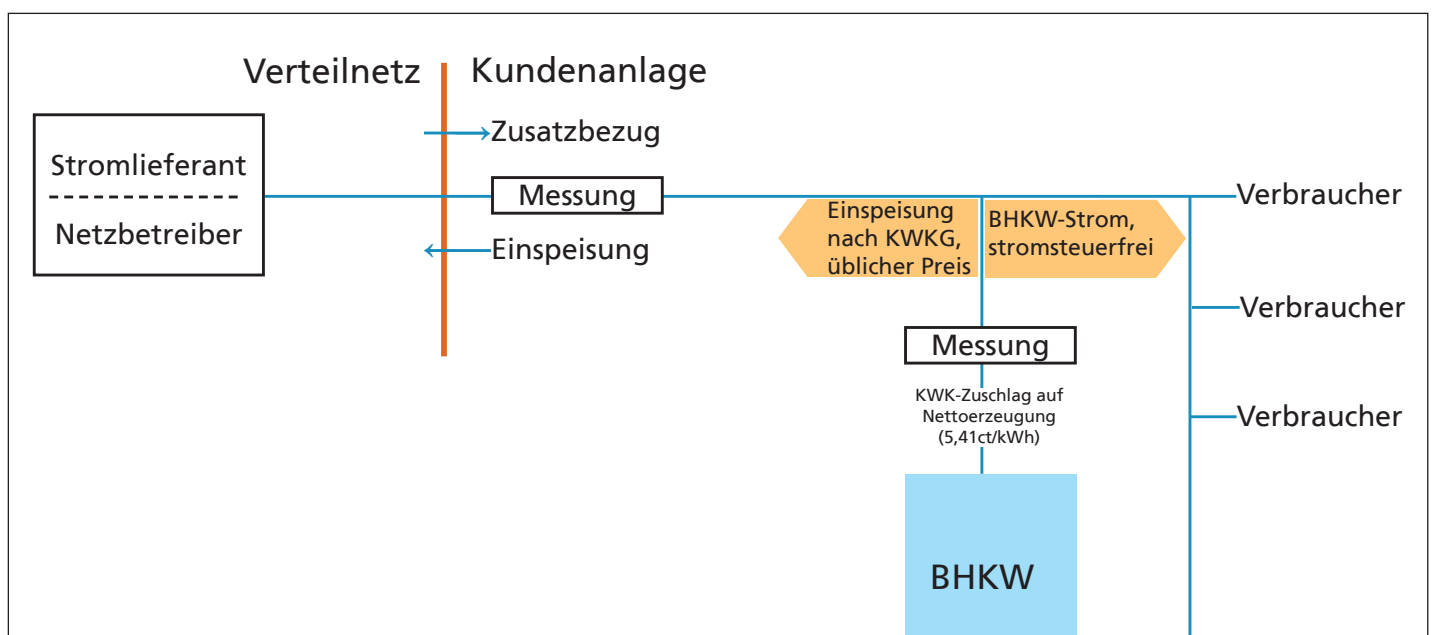 Verteilnetz
Kundenanlage
Stromlieferant
Netzbetreiber
Zusatzbezug
Messung
Einspeisung
Einspeisung
nach KWKG,
üblicher Preis
BHKW-Strom,
stromsteuerfrei
Verbraucher
Verbraucher
Verbraucher
Messung
KWK-Zuschlag auf
Nettoerzeugung
(5,41ct/kWh)
BHKW